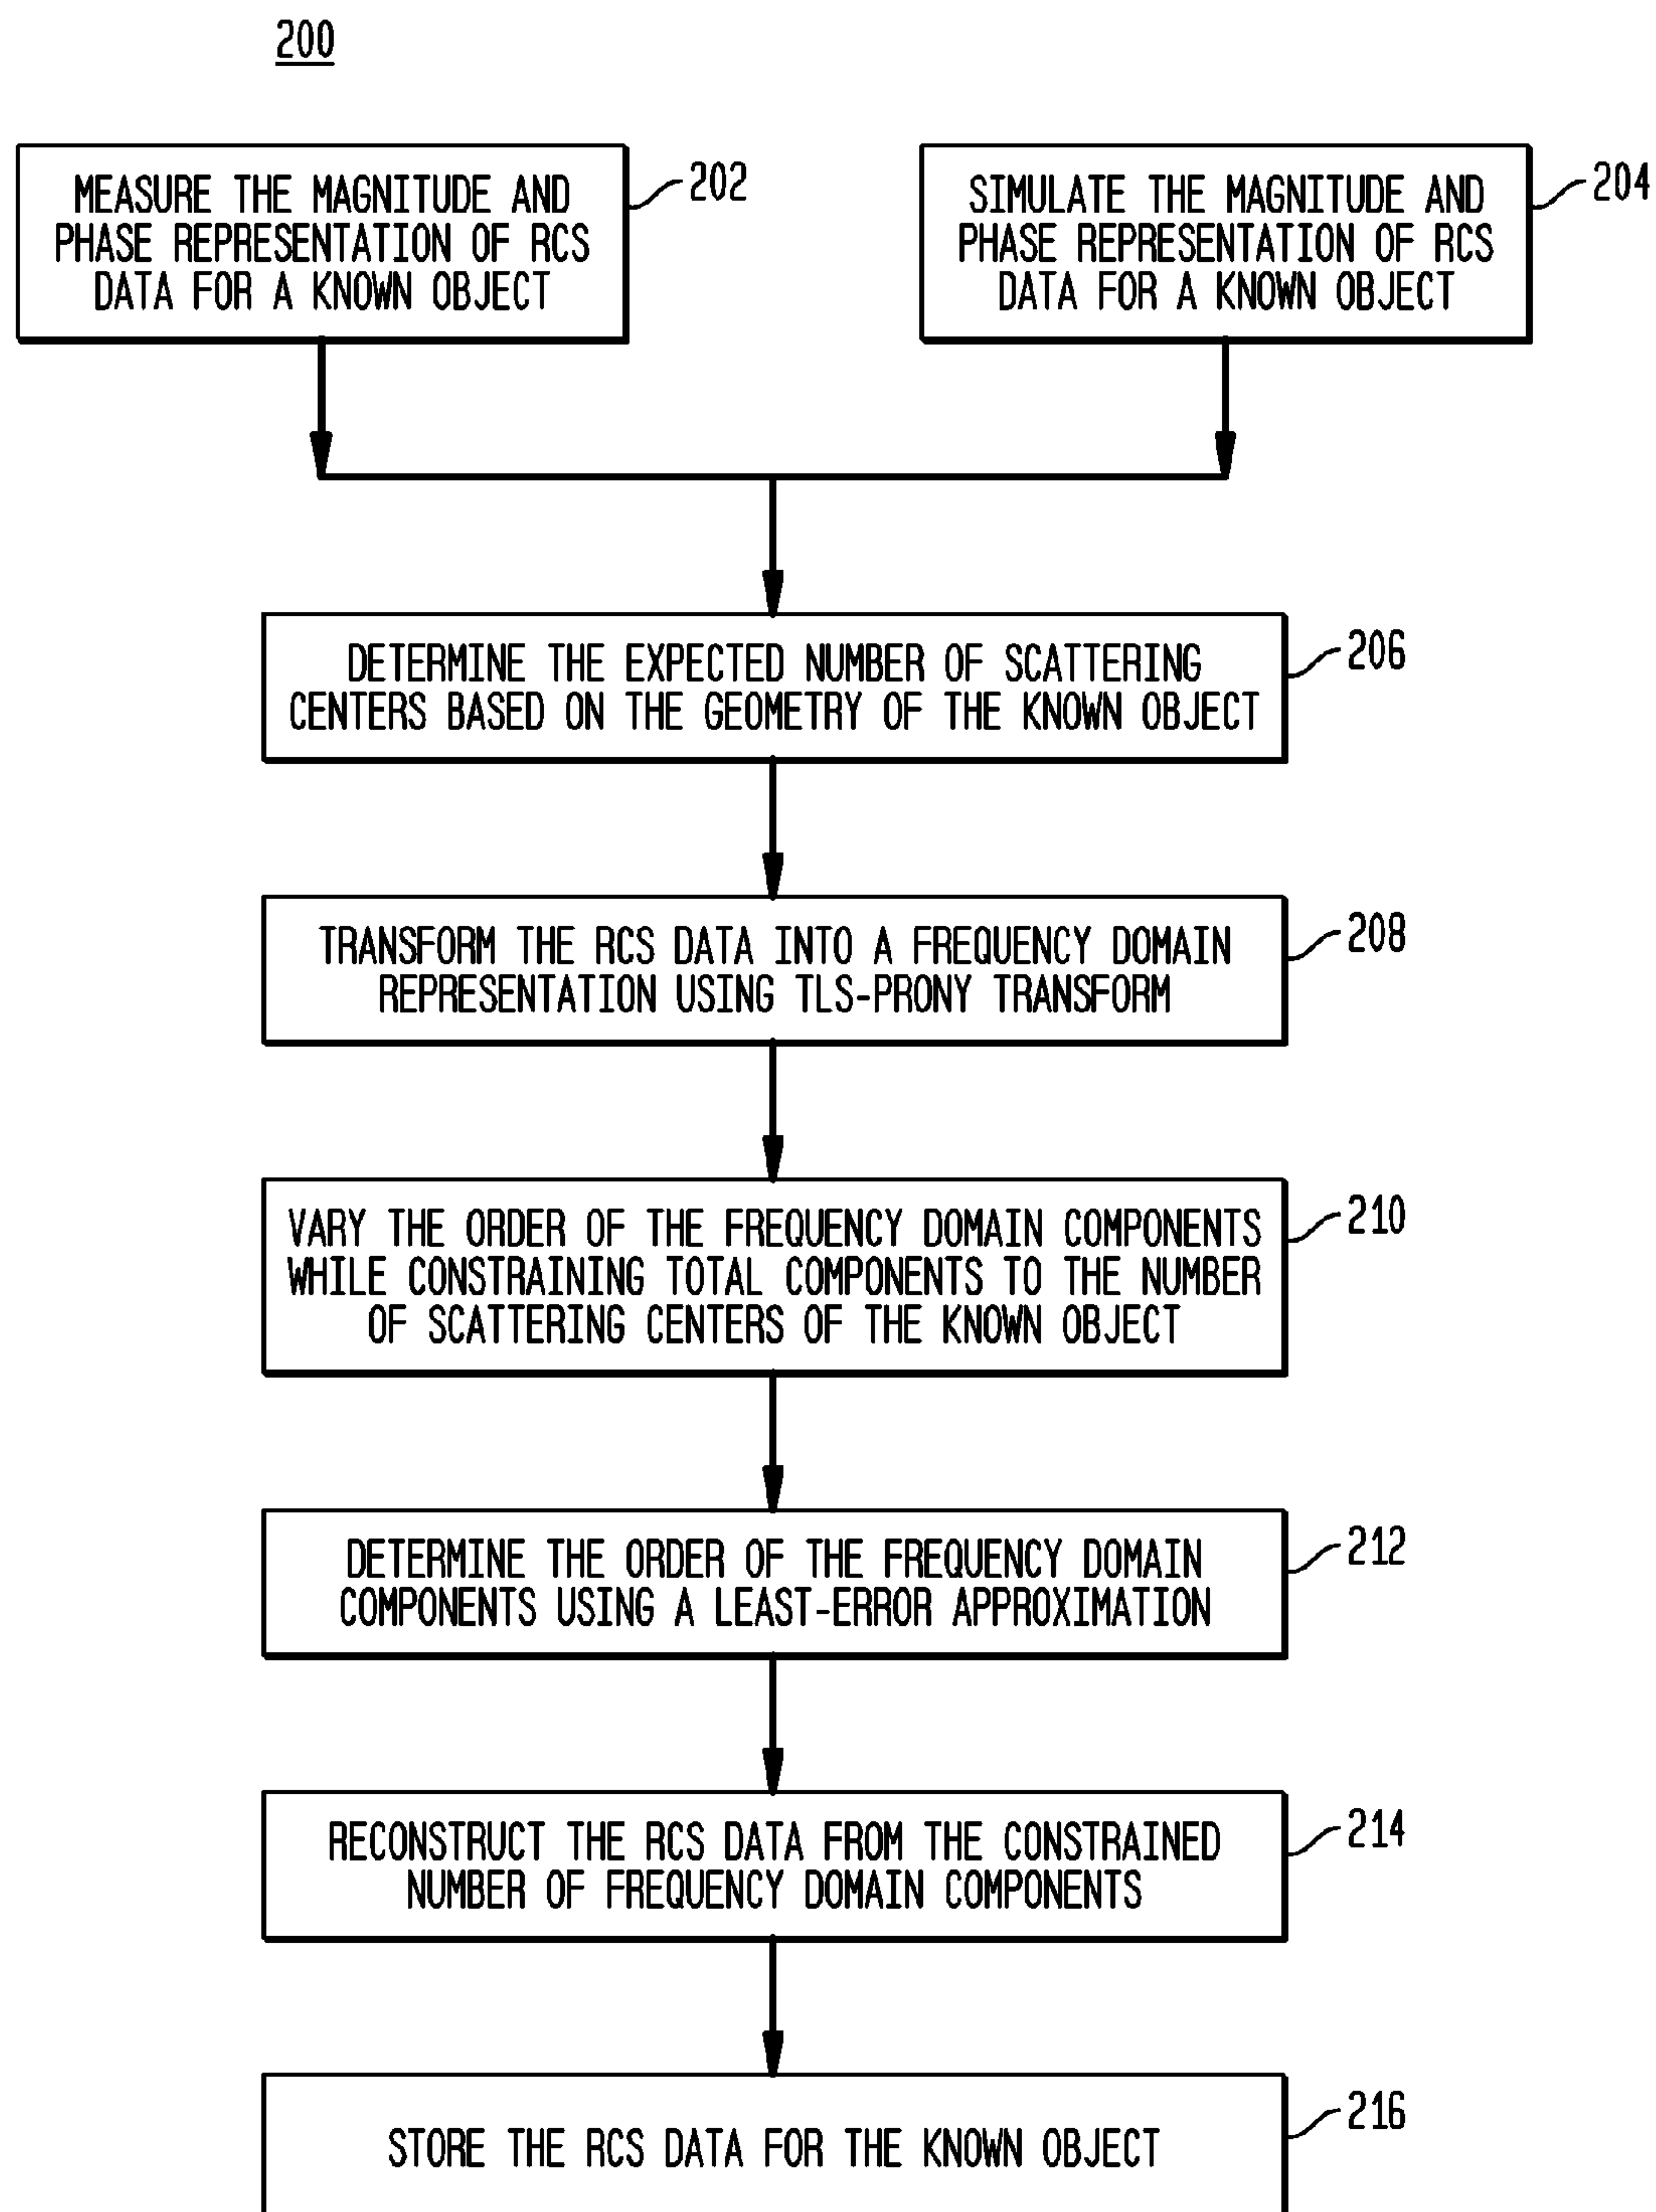 200
MEASURE THE MAGNITUDE AND
PHASE REPRESENTATION OF RCS
DATA FOR A KNOWN OBJECT
202
SIMULATE THE MAGNITUDE AND
PHASE REPRESENTATION OF RCS
DATA FOR A KNOWN OBJECT
204
DETERMINE THE EXPECTED NUMBER OF SCATTERING
CENTERS BASED ON THE GEOMETRY OF THE KNOWN OBJECT
206
TRANSFORM THE RCS DATA INTO A FREQUENCY DOMAIN
REPRESENTATION USING TLS-PRONY TRANSFORM
208
VARY THE ORDER OF THE FREQUENCY DOMAIN COMPONENTS
WHILE CONSTRAINING TOTAL COMPONENTS TO THE NUMBER
OF SCATTERING CENTERS OF THE KNOWN OBJECT
210
DETERMINE THE ORDER OF THE FREQUENCY DOMAIN
COMPONENTS USING A LEAST-ERROR APPROXIMATION
212
RECONSTRUCT THE RCS DATA FROM THE CONSTRAINED
NUMBER OF FREQUENCY DOMAIN COMPONENTS
214
STORE THE RCS DATA FOR THE KNOWN OBJECT
216